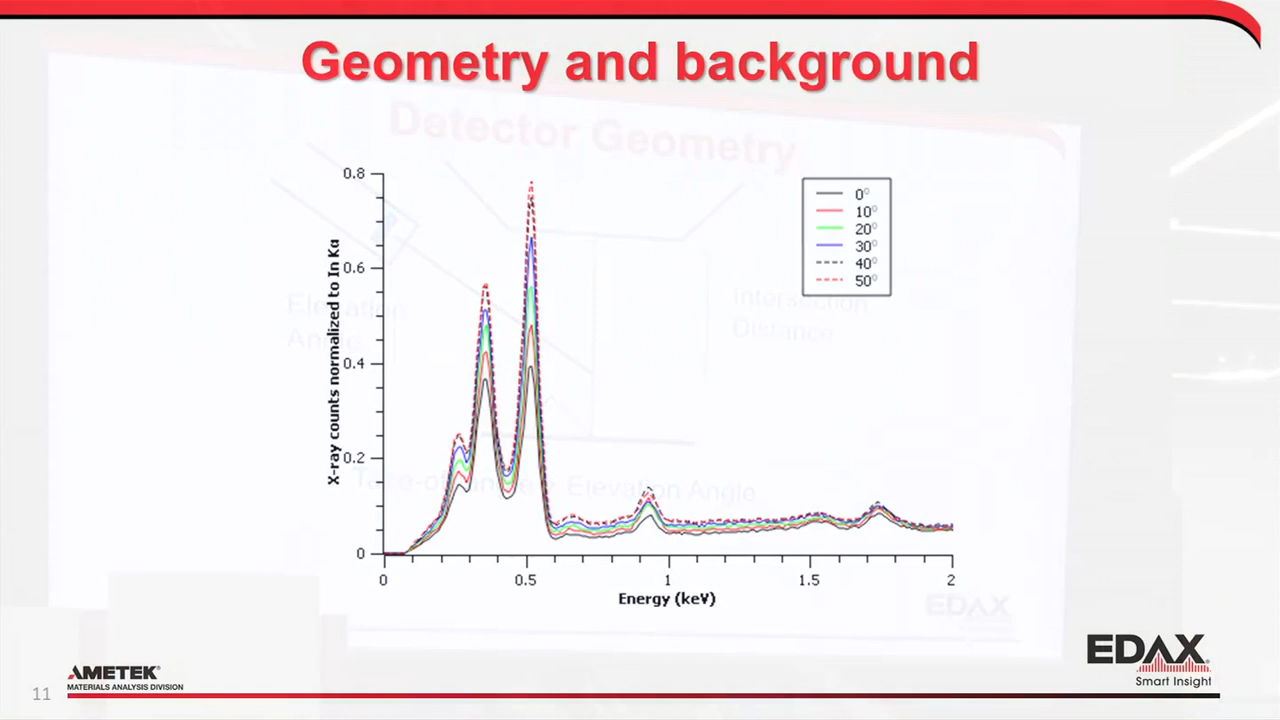 Geometry and background
Detector Geometry
0.8
0.6
0.4
0.2
0
X-ray counts normalized to In Kα
0°
10°
20°
30°
40°
50°
Elevation
Angle
Intersection
Distance
Take-off Angle > Elevation Angle
0
0.5
1
1.5
2
Energy (keV)
EDAX
AMETEK®
MATERIALS ANALYSIS DIVISION
EDAX
Smart Insight
11